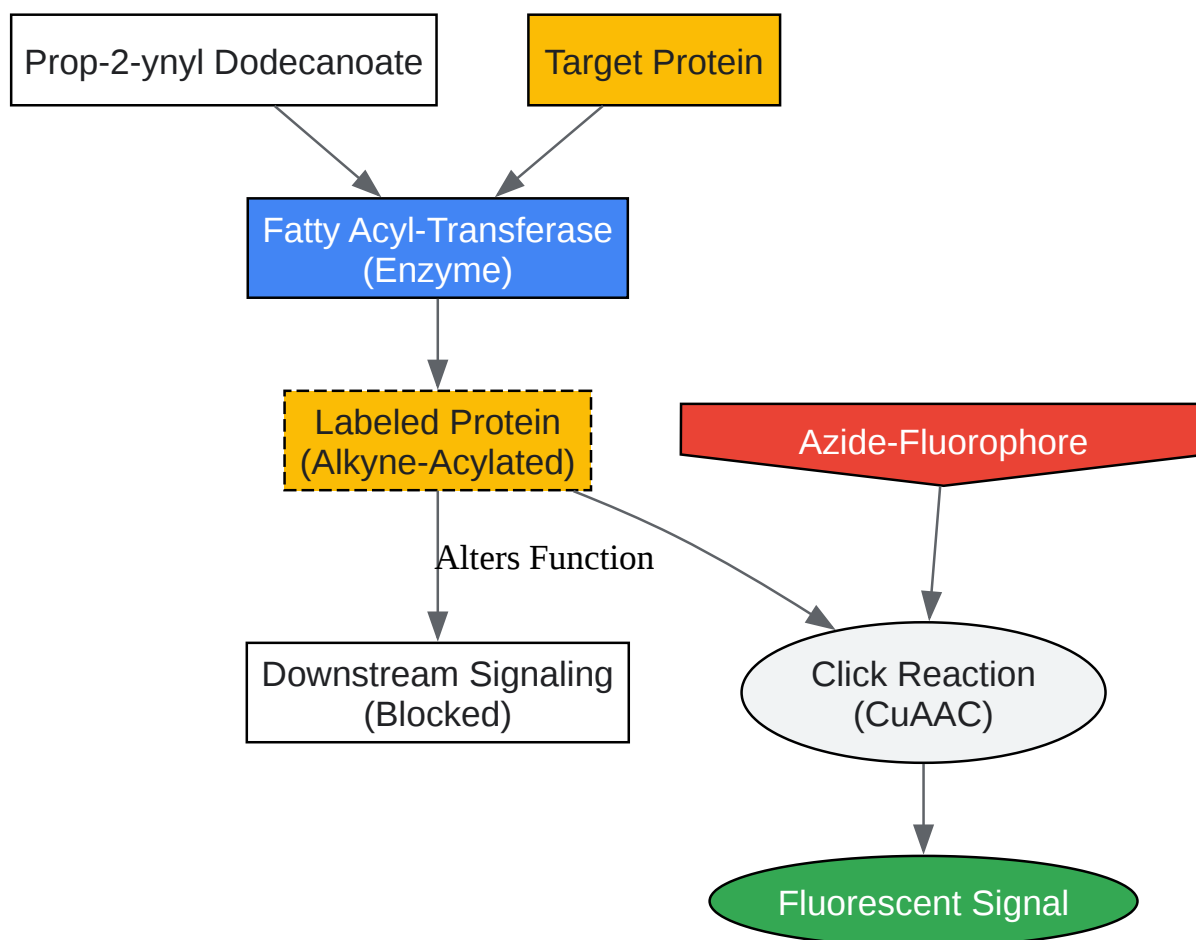 Prop-2-ynyl Dodecanoate
Target Protein
Fatty Acyl-Transferase
(Enzyme)
Labeled Protein
(Alkyne-Acylated)
Azide-Fluorophore
Alters Function
Downstream Signaling
(Blocked)
Click Reaction
(CuAAC)
Fluorescent Signal